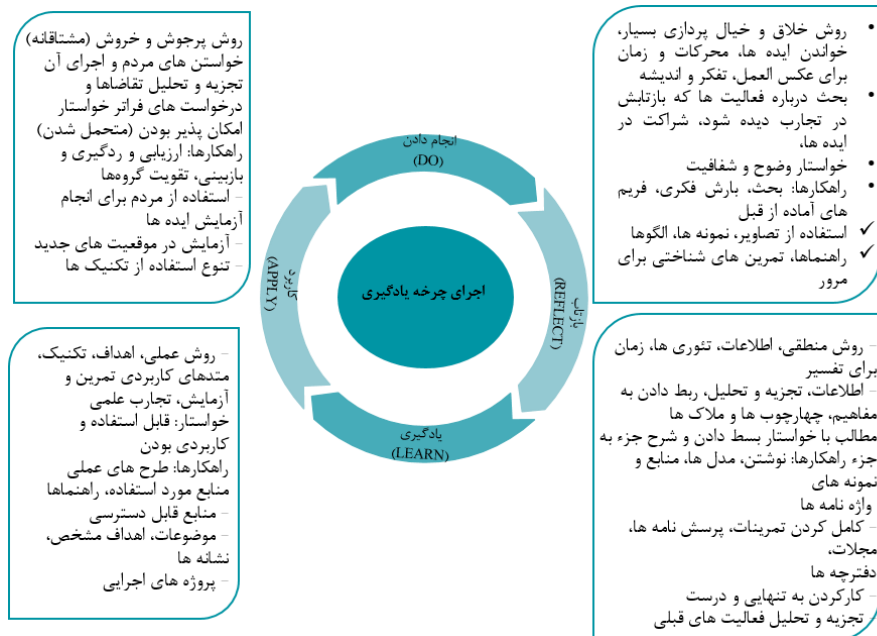 روش خلاق و خیال پردازی بسیار،
خواندن ایده ها، محرکات و زمان
برای عکس العمل، تفکر و اندیشه
بحث درباره فعالیت ها که بازتابش
در تجارب دیده شود، شراکت در
ایده ها،
خواستار وضوح و شفافیت
راهکارها: بحث، بارش فکری، فریم
های آماده از قبل
استفاده از تصاویر، نمونه ها، الگوها
راهنماها، تمرین های شناختی برای
مرور
روش پرجوش و خروش (مشتاقانه)
خواستن های مردم و اجرای آن
تجزیه و تحلیل تقاضاها و
درخواست های فراتر خواستار
امکان پذیر بودن (متحمل شدن)
راهکارها: ارزیابی و ردگیری و
بازبینی، تقویت گروه‌ها
– استفاده از مردم برای انجام
آزمایش ایده ها
– آزمایش در موقعیت های جدید
– تنوع استفاده از تکنیک ها
انجام دادن
(DO)
بازتاب
(REFLECT)
کاربرد
(APPLY)
اجرای چرخه یادگیری
یادگیری
(LEARN)
– روش منطقی، اطلاعات، تئوری ها، زمان
برای تفسیر
– اطلاعات، تجزیه و تحلیل، ربط دادن به
مفاهیم، چهارچوب ها و ملاک ها
مطالب با خواستار بسط دادن و شرح جزء به
جزء راهکارها: نوشتن، مدل ها، منابع و
نمونه های
واژه نامه ها
– کامل کردن تمرینات، پرسش نامه ها،
مجلات،
دفترچه ها
– کارکردن به تنهایی و درست
– تجزیه و تحلیل فعالیت های قبلی
– روش عملی، اهداف، تکنیک،
متدهای کاربردی تمرین و
آزمایش، تجارب علمی
خواستار: قابل استفاده و
کاربردی بودن
راهکارها: طرح های عملی
منابع مورد استفاده، راهنماها
– منابع قابل دسترسی
– موضوعات، اهداف مشخص،
نشانه ها
– پروژه های اجرایی